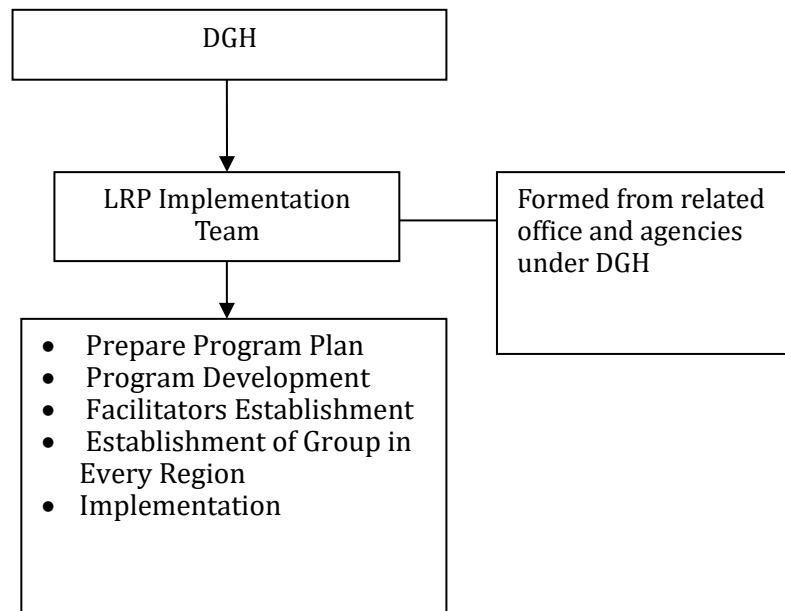 DGH
LRP Implementation
Team
Formed from related
office and agencies
under DGH
• Prepare Program Plan
• Program Development
• Facilitators Establishment
• Establishment of Group in
Every Region
• Implementation